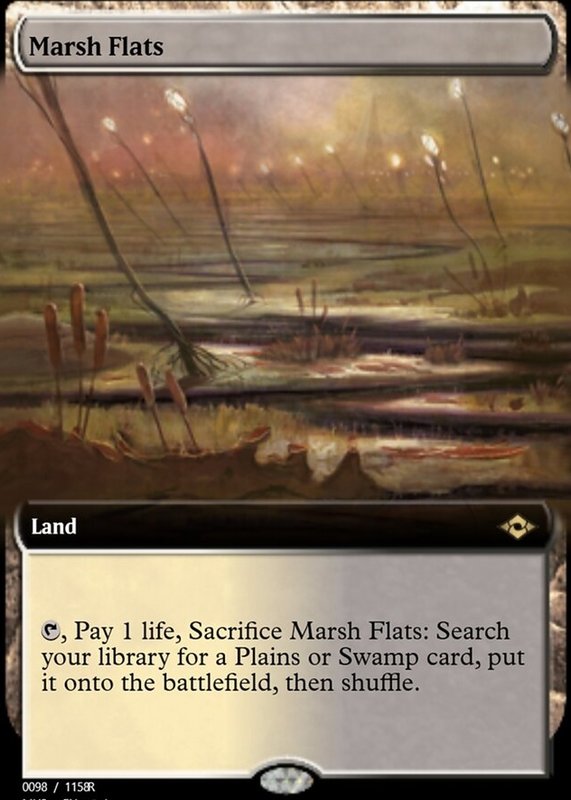 Marsh Flats
Land
, Pay 1 life, Sacrifice Marsh Flats: Search
your library for a Plains or Swamp card, put
it onto the battlefield, then shuffle.
0098 / 1158R